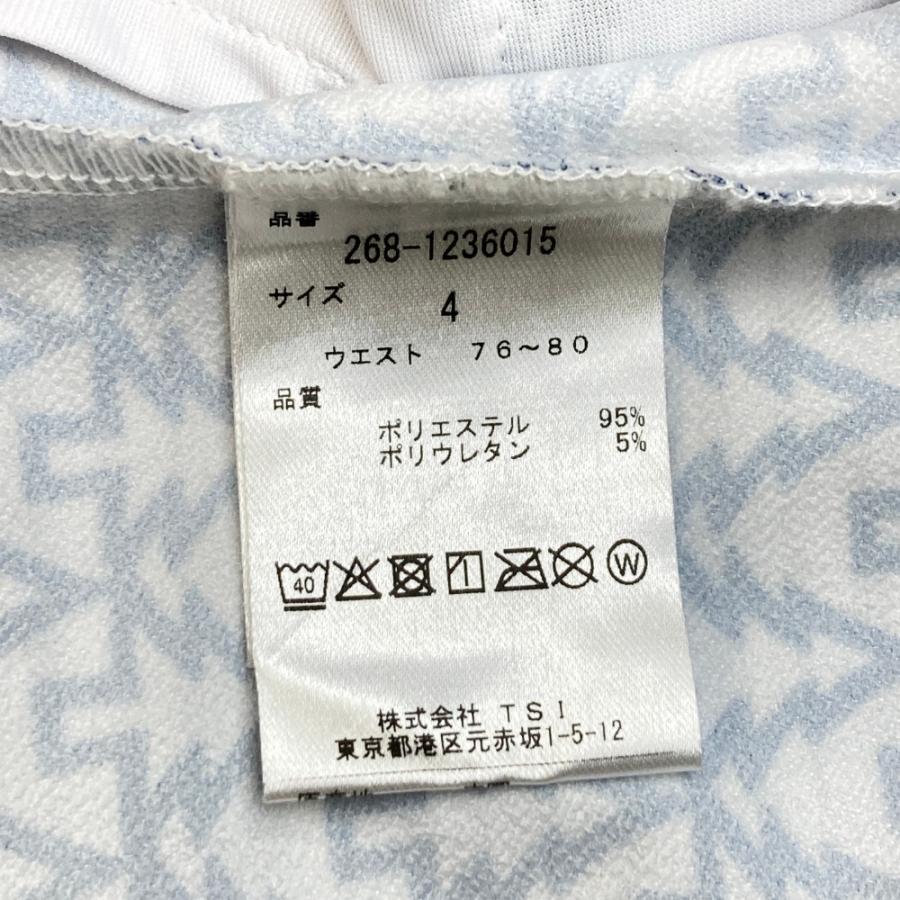 品番
268-1236015
サイズ
4
ウエスト 76～80
品質
ポリエステル 95%
ポリウレタン 5%
40
W
株式会社 TSI
東京都港区元赤坂1-5-12